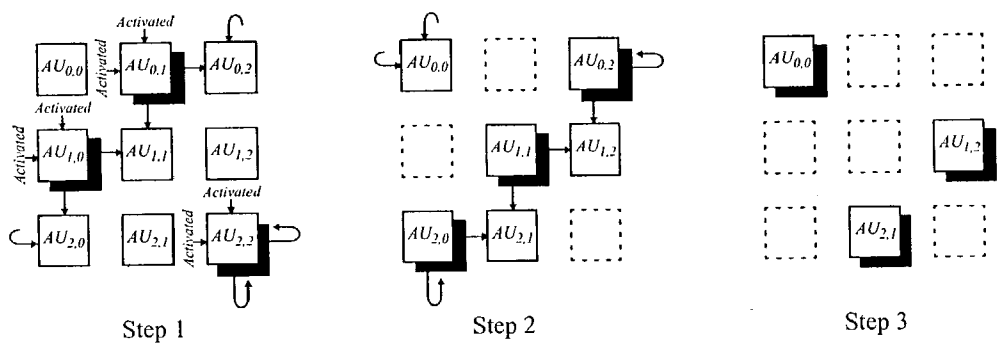 Activated
Activated
AU0,0
AU0,1
AU0,2
Activated
Activated
AU1,0
AU1,1
AU1,2
Activated
Activated
AU2,0
AU2,1
AU2,2
Step 1
AU0,0
AU0,2
AU1,1
AU1,2
AU2,0
AU2,1
Step 2
AU0,0
AU1,2
AU2,1
Step 3